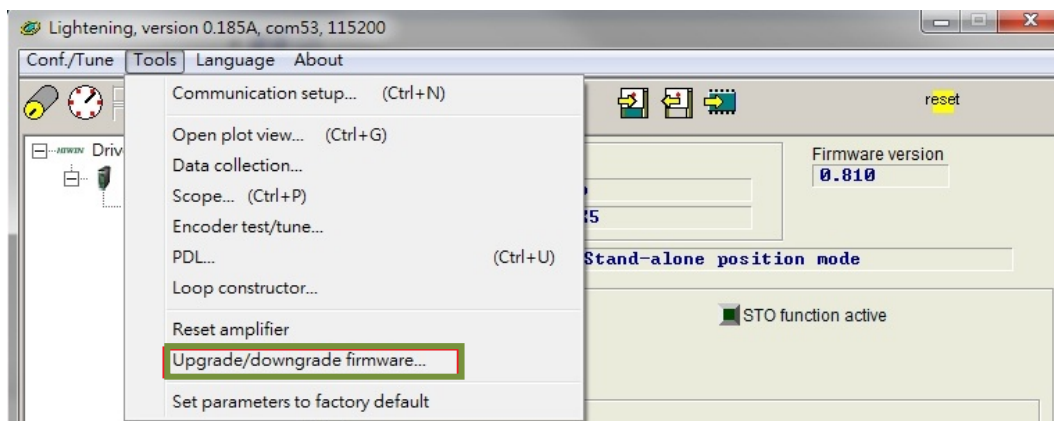 Lightening, version 0.185A, com53, 115200
Conf./Tune Tools Language About
reset
HIWIN Driv
Communication setup... (Ctrl+N)
Open plot view... (Ctrl+G)
Data collection...
Scope... (Ctrl+P)
Encoder test/tune...
PDL... (Ctrl+U)
Loop constructor...
Reset amplifier
Upgrade/downgrade firmware...
Set parameters to factory default
Firmware version
0.810
Stand-alone position mode
STO function active